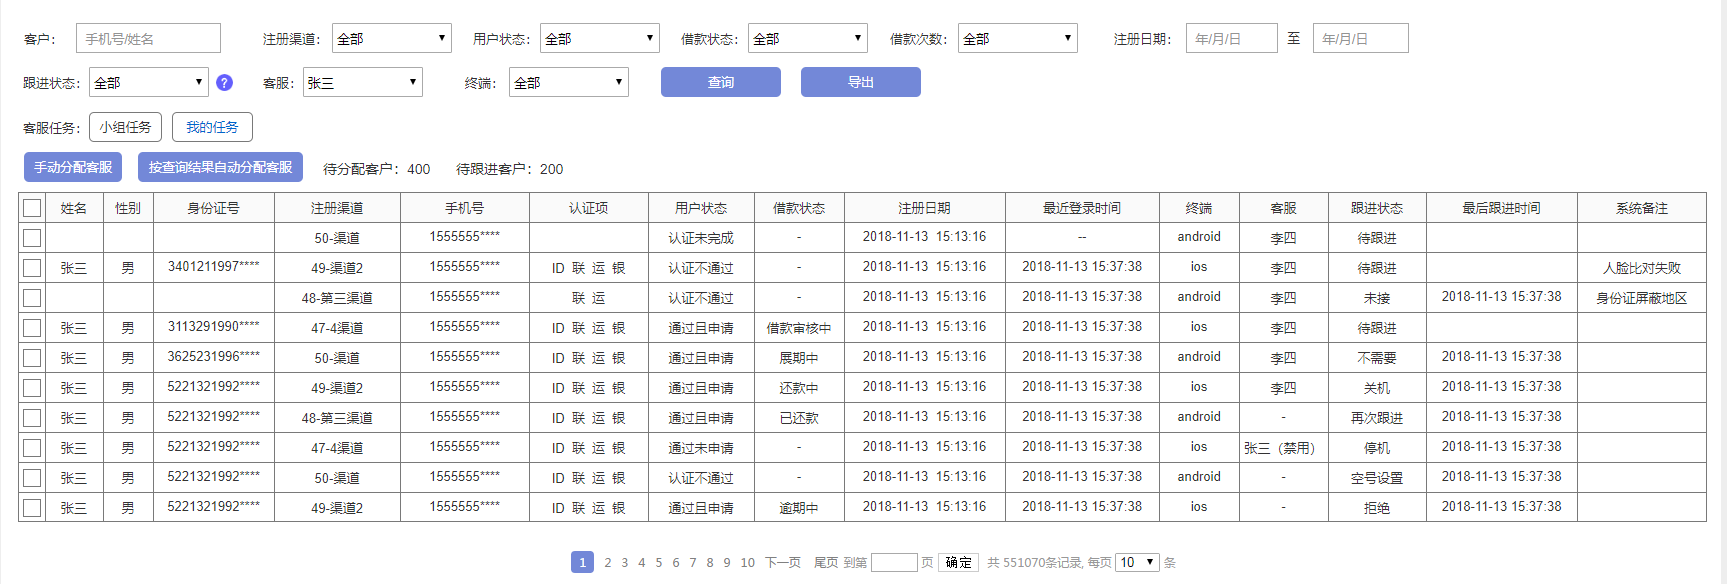 客户： 手机号/姓名 注册渠道： 全部 用户状态： 全部 借款状态： 全部 借款次数： 全部 注册日期： 年/月/日 至 年/月/日
跟进状态： 全部 ? 客服： 张三 终端： 全部 查询 导出
客服任务： 小组任务 我的任务
手动分配客服 按查询结果自动分配客服 待分配客户：400 待跟进客户：200
姓名 性别 身份证号 注册渠道 手机号 认证项 用户状态 借款状态 注册日期 最近登录时间 终端 客服 跟进状态 最后跟进时间 系统备注
50-渠道 1555555**** 认证未完成 - 2018-11-13 15:13:16 -- android 李四 待跟进
张三 男 3401211997**** 49-渠道2 1555555**** ID 联 运 银 认证不通过 - 2018-11-13 15:13:16 2018-11-13 15:37:38 ios 李四 待跟进 人脸比对失败
48-第三渠道 1555555**** 联 运 认证不通过 - 2018-11-13 15:13:16 2018-11-13 15:37:38 android 李四 未接 2018-11-13 15:37:38 身份证屏蔽地区
张三 男 3113291990**** 47-4渠道 1555555**** ID 联 运 银 通过且申请 借款审核中 2018-11-13 15:13:16 2018-11-13 15:37:38 ios 李四 待跟进
张三 男 3625231996**** 50-渠道 1555555**** ID 联 运 银 通过且申请 展期中 2018-11-13 15:13:16 2018-11-13 15:37:38 android 李四 不需要 2018-11-13 15:37:38
张三 男 5221321992**** 49-渠道2 1555555**** ID 联 运 银 通过且申请 还款中 2018-11-13 15:13:16 2018-11-13 15:37:38 ios 李四 关机 2018-11-13 15:37:38
张三 男 5221321992**** 48-第三渠道 1555555**** ID 联 运 银 通过且申请 已还款 2018-11-13 15:13:16 2018-11-13 15:37:38 android - 再次跟进 2018-11-13 15:37:38
张三 男 5221321992**** 47-4渠道 1555555**** ID 联 运 银 通过未申请 - 2018-11-13 15:13:16 2018-11-13 15:37:38 ios 张三（禁用） 停机 2018-11-13 15:37:38
张三 男 5221321992**** 50-渠道 1555555**** ID 联 运 银 认证不通过 - 2018-11-13 15:13:16 2018-11-13 15:37:38 android - 空号设置 2018-11-13 15:37:38
张三 男 5221321992**** 49-渠道2 1555555**** ID 联 运 银 通过且申请 逾期中 2018-11-13 15:13:16 2018-11-13 15:37:38 ios - 拒绝 2018-11-13 15:37:38
1 2 3 4 5 6 7 8 9 10 下一页 尾页 到第 页 确定 共 551070条记录, 每页 10 条